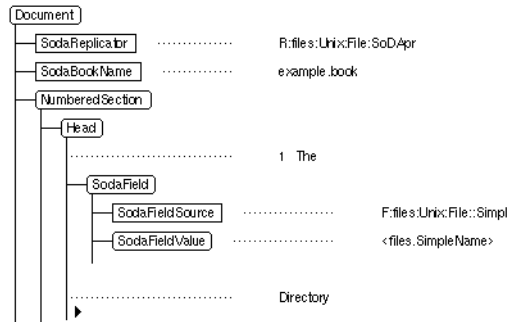 Document
SodaReplicator R:files:Unix:File:SoDApr
SodaBookName example.book
NumberedSection
Head
1 The
SodaField
SodaFieldSource F:files:Unix:File::Simpl
SodaFieldValue <files.SimpleName>
Directory